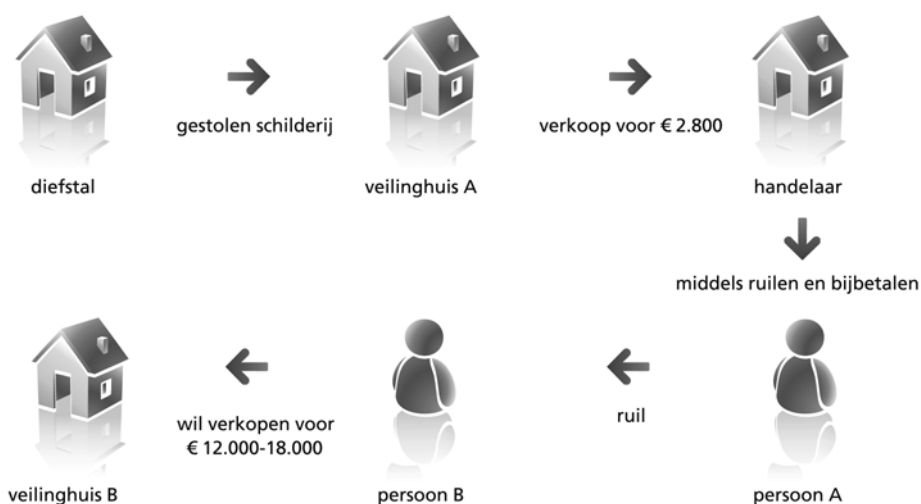 gestolen schilderij
verkoop voor € 2.800
diefstal
veilinghuis A
handelaar
middels ruilen en bijbetalen
ruil
wil verkopen voor
€ 12.000-18.000
veilinghuis B
persoon B
persoon A